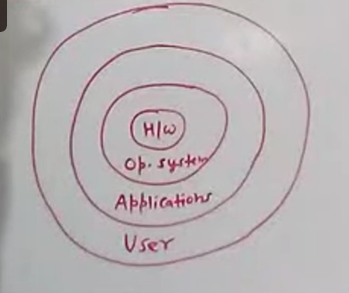 H/W
Op. system
Applications
User